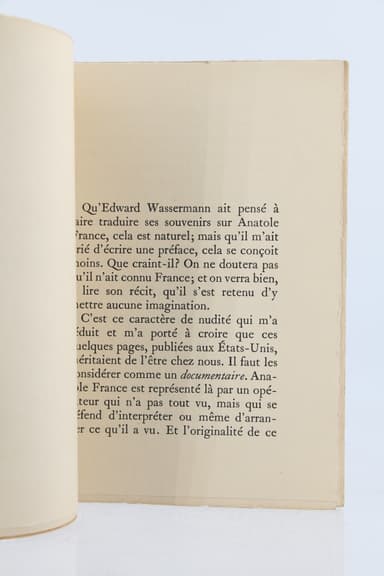 Qu'Edward Wassermann ait pensé à
aire traduire ses souvenirs sur Anatole
France, cela est naturel; mais qu'il m'ait
rié d'écrire une préface, cela se conçoit
moins. Que craint-il? On ne doutera pas
u'il n'ait connu France; et on verra bien,
lire son récit, qu'il s'est retenu d'y
mettre aucune imagination.
C'est ce caractère de nudité qui m'a
éduit et m'a porté à croire que ces
uelques pages, publiées aux États-Unis,
éritaient de l'être chez nous. Il faut les
onsidérer comme un documentaire. Ana-
ole France est représenté là par un opé-
ateur qui n'a pas tout vu, mais qui se
éfend d'interpréter ou même d'arran-
er ce qu'il a vu. Et l'originalité de ce